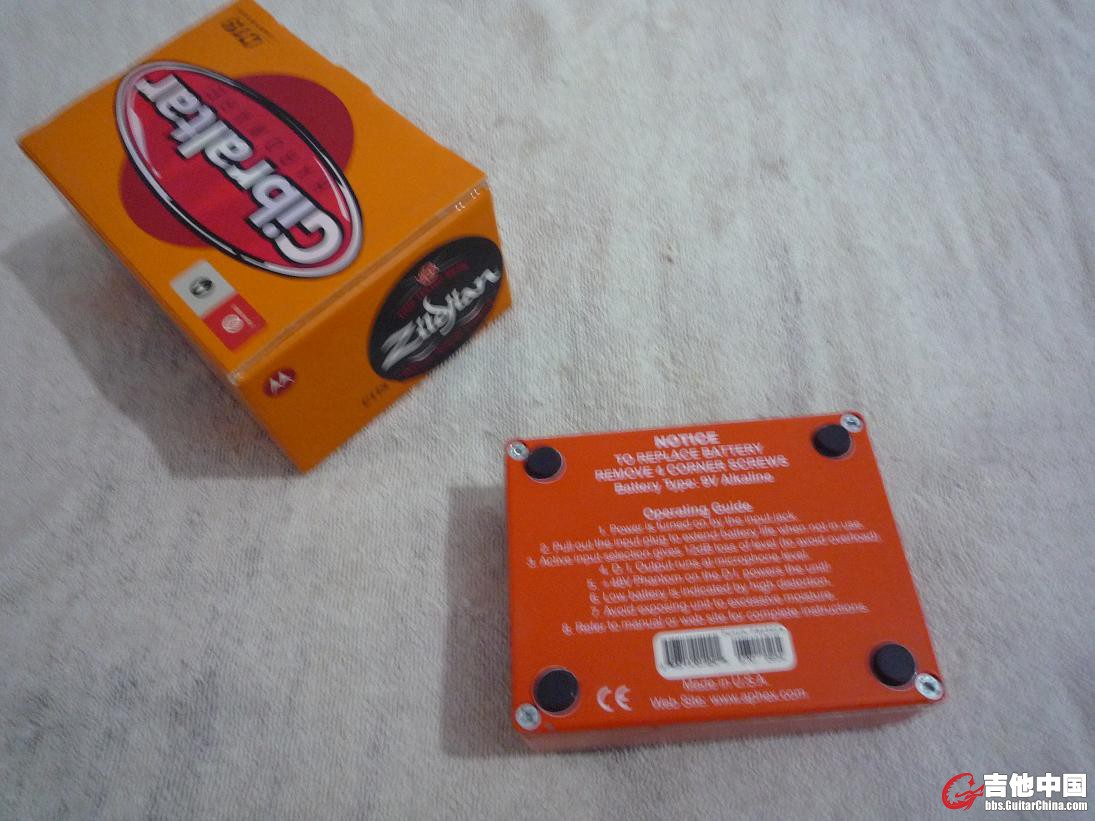 Gibraltar
Zildjian
NOTICE
TO REPLACE BATTERY
REMOVE 4 CORNER SCREWS
Battery Type: 9V Alkaline
Operating Guide
1. Power is turned on by the input jack.
2. Pull out the input plug to extend battery life when not in use.
3. Active input selection gives 12dB loss of level (to avoid overload).
4. D. I. Output runs at microphone level.
5. +48V Phantom on the D.I. powers the unit!
6. Low battery is indicated by high distortion.
7. Avoid exposing unit to excessive moisture.
8. Refer to manual or web site for complete instructions.
Made in U.S.A.
CE
Web Site: www.aphex.com
吉他中国
bbs.GuitarChina.com